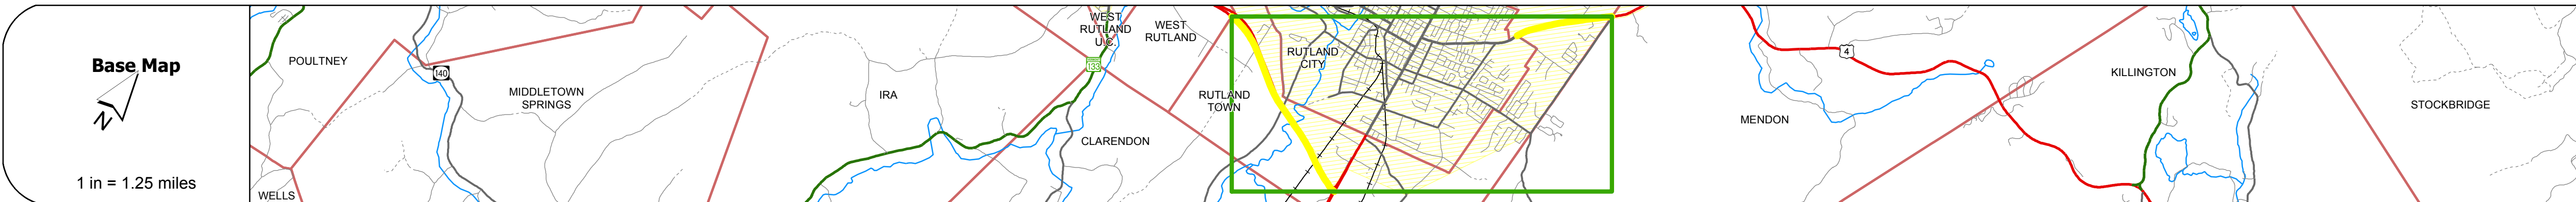 Base Map
N
1 in = 1.25 miles
POULTNEY
140
MIDDLETOWN
SPRINGS
WELLS
IRA
WEST
RUTLAND
U.C.
133
WEST
RUTLAND
CLARENDON
RUTLAND
TOWN
RUTLAND
CITY
4
MENDON
KILLINGTON
STOCKBRIDGE